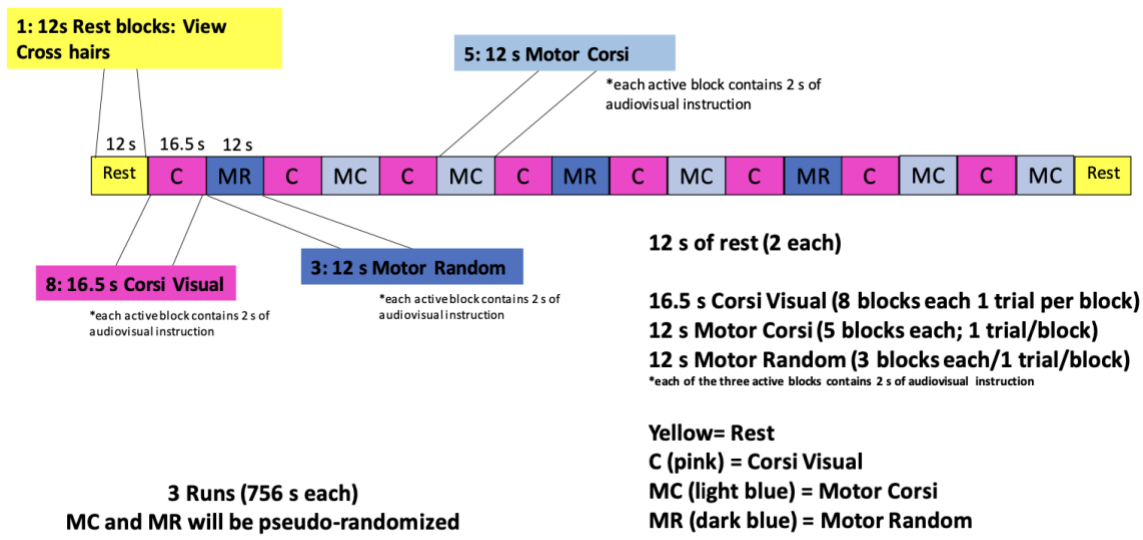 1: 12s Rest blocks: View
Cross hairs
5: 12 s Motor Corsi
*each active block contains 2 s of
audiovisual instruction
12 s 16.5 s 12 s
Rest C MR C MC C MC C MR C MC C MR C MC C MC Rest
8: 16.5 s Corsi Visual
*each active block contains 2 s of
audiovisual instruction
3: 12 s Motor Random
*each active block contains 2 s of
audiovisual instruction
12 s of rest (2 each)
16.5 s Corsi Visual (8 blocks each 1 trial per block)
12 s Motor Corsi (5 blocks each; 1 trial/block)
12 s Motor Random (3 blocks each/1 trial/block)
*each of the three active blocks contains 2 s of audiovisual instruction
Yellow= Rest
C (pink) = Corsi Visual
MC (light blue) = Motor Corsi
MR (dark blue) = Motor Random
3 Runs (756 s each)
MC and MR will be pseudo-randomized